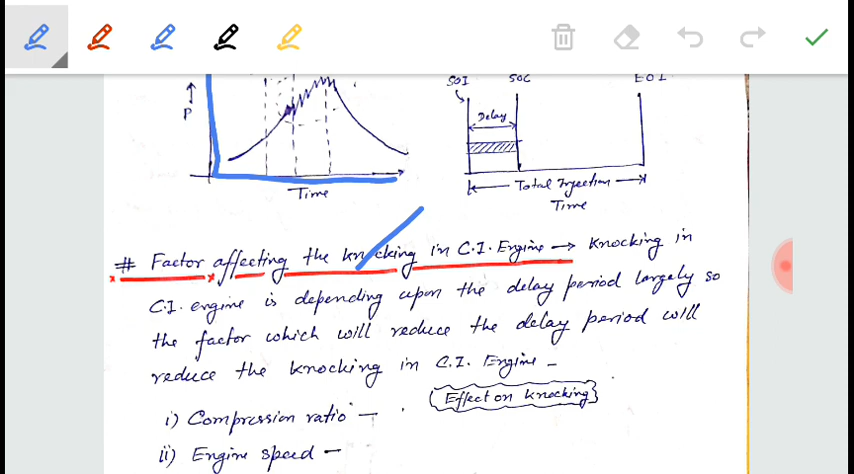 SOI SOC EOI
P
Delay
Time
Total Injection
Time
# Factor affecting the knocking in C.I. Engine → Knocking in
C.I. engine is depending upon the delay period largely so
the factor which will reduce the delay period will
reduce the knocking in C.I. Engine -
(Effect on knocking)
i) Compression ratio -
ii) Engine speed -